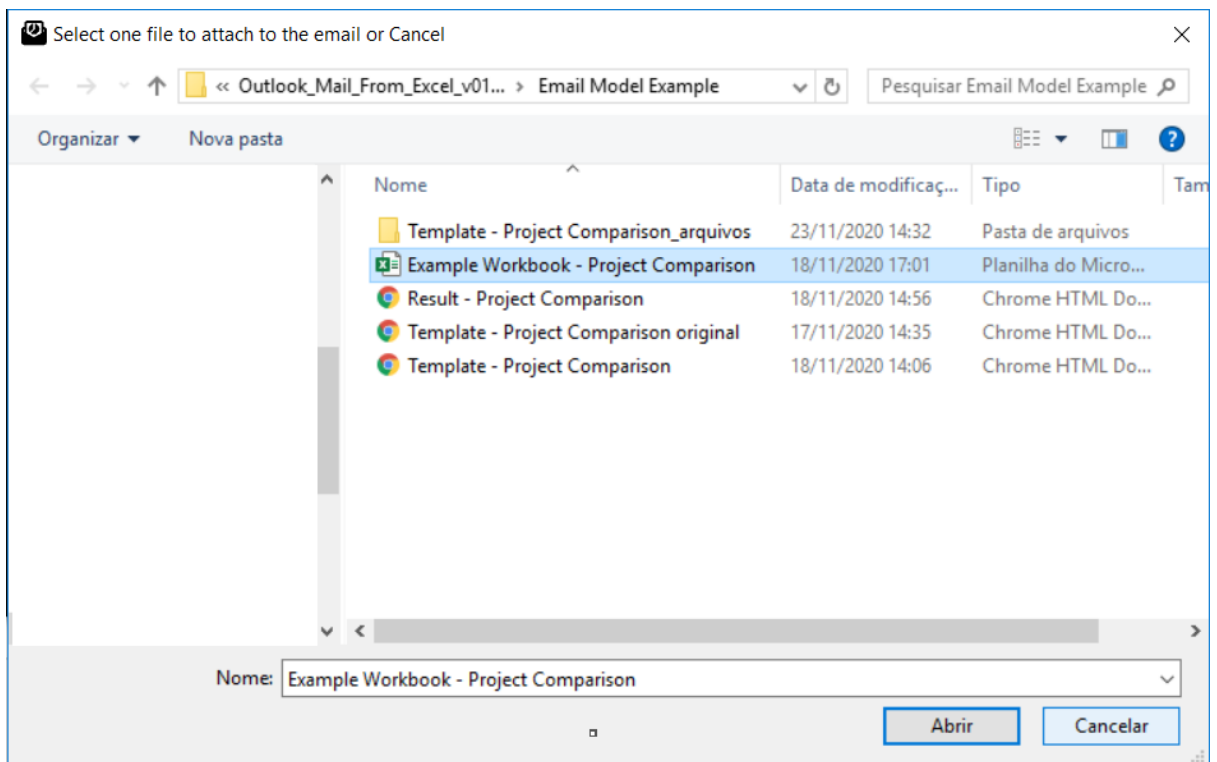 Select one file to attach to the email or Cancel
« Outlook_Mail_From_Excel_v01... › Email Model Example
Pesquisar Email Model Example
Organizar
Nova pasta
Nome Data de modificaç... Tipo Tam
Template - Project Comparison_arquivos 23/11/2020 14:32 Pasta de arquivos
Example Workbook - Project Comparison 18/11/2020 17:01 Planilha do Micro...
Result - Project Comparison 18/11/2020 14:56 Chrome HTML Do...
Template - Project Comparison original 17/11/2020 14:35 Chrome HTML Do...
Template - Project Comparison 18/11/2020 14:06 Chrome HTML Do...
Nome: Example Workbook - Project Comparison
Abrir
Cancelar